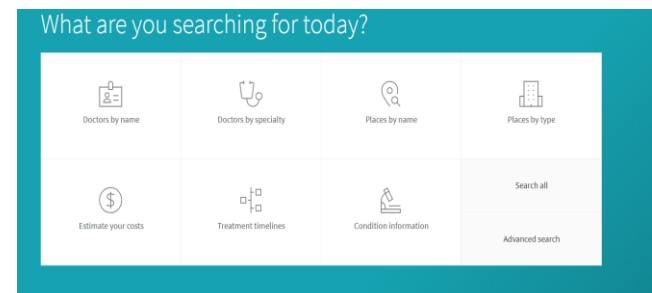 What are you searching for today?
Doctors by name
Doctors by specialty
Places by name
Places by type
Estimate your costs
Treatment timelines
Condition information
Search all
Advanced search